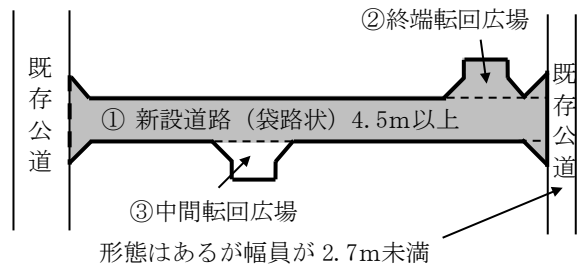 ②終端転回広場
既存公道
① 新設道路（袋路状）4.5m以上
既存公道
③中間転回広場
形態はあるが幅員が 2.7m未満